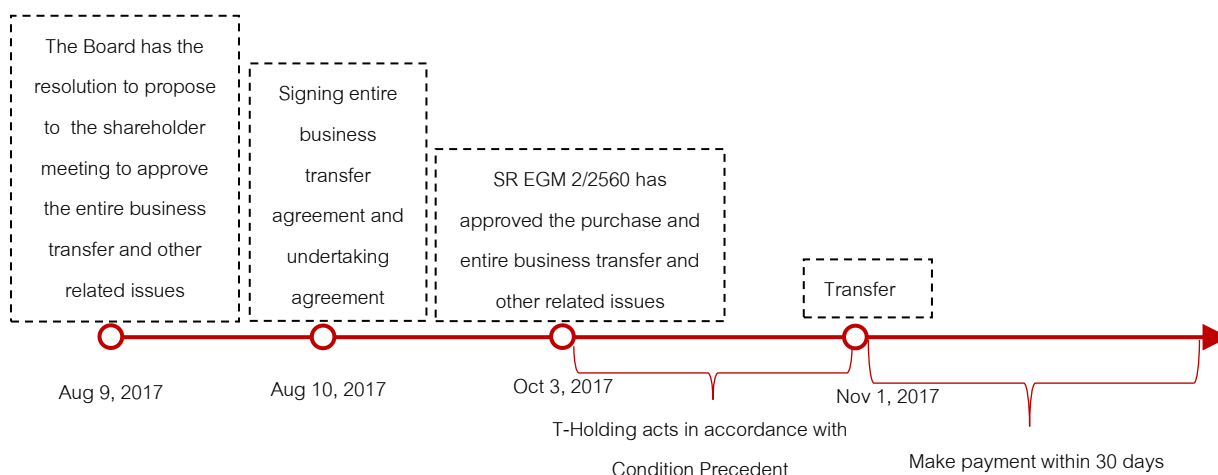 The Board has the
resolution to propose
to the shareholder
meeting to approve
the entire business
transfer and other
related issues
Signing entire
business
transfer
agreement and
undertaking
agreement
SR EGM 2/2560 has
approved the purchase and
entire business transfer and
other related issues
Transfer
Aug 9, 2017
Aug 10, 2017
Oct 3, 2017
Nov 1, 2017
T-Holding acts in accordance with
Condition Precedent
Make payment within 30 days